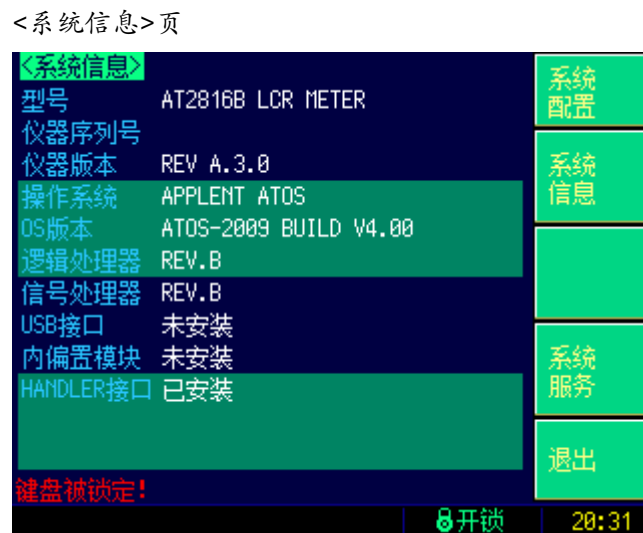 <系统信息>页
<系统信息>
型号 AT2816B LCR METER
仪器序列号
仪器版本 REV A.3.0
操作系统 APPLENT ATOS
OS版本 ATOS-2009 BUILD V4.00
逻辑处理器 REV.B
信号处理器 REV.B
USB接口 未安装
内偏置模块 未安装
HANDLER接口 已安装
键盘被锁定!
系统
配置
系统
信息
系统
服务
退出
开锁 20:31